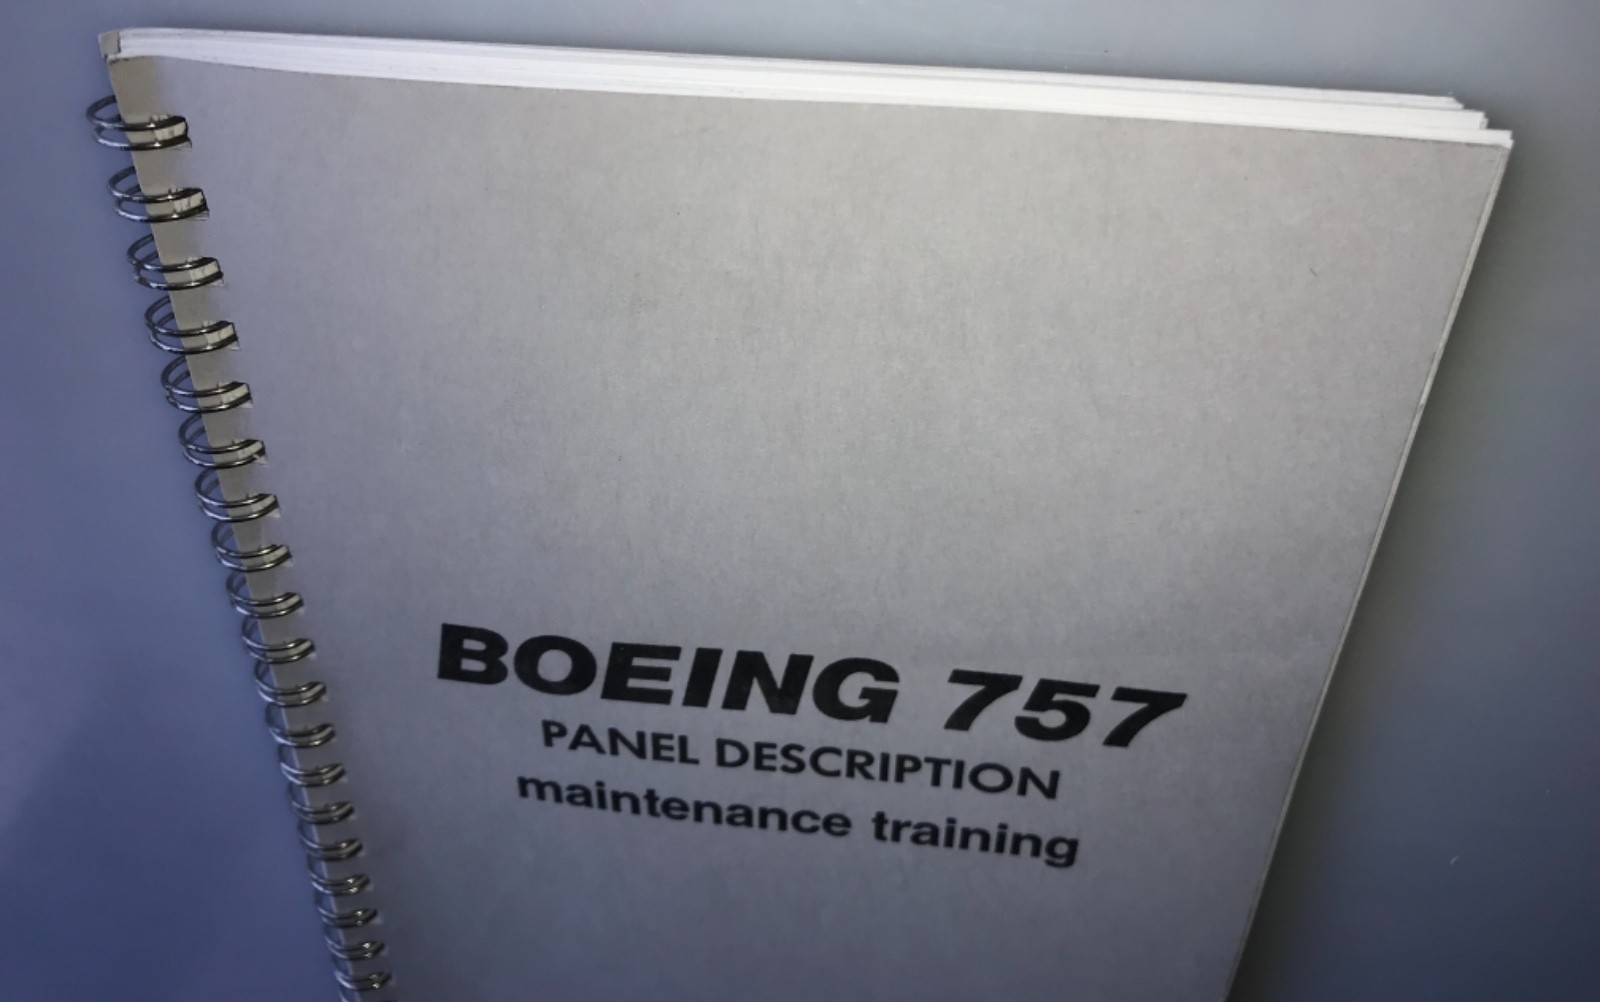 BOEING 757
PANEL DESCRIPTION
maintenance training